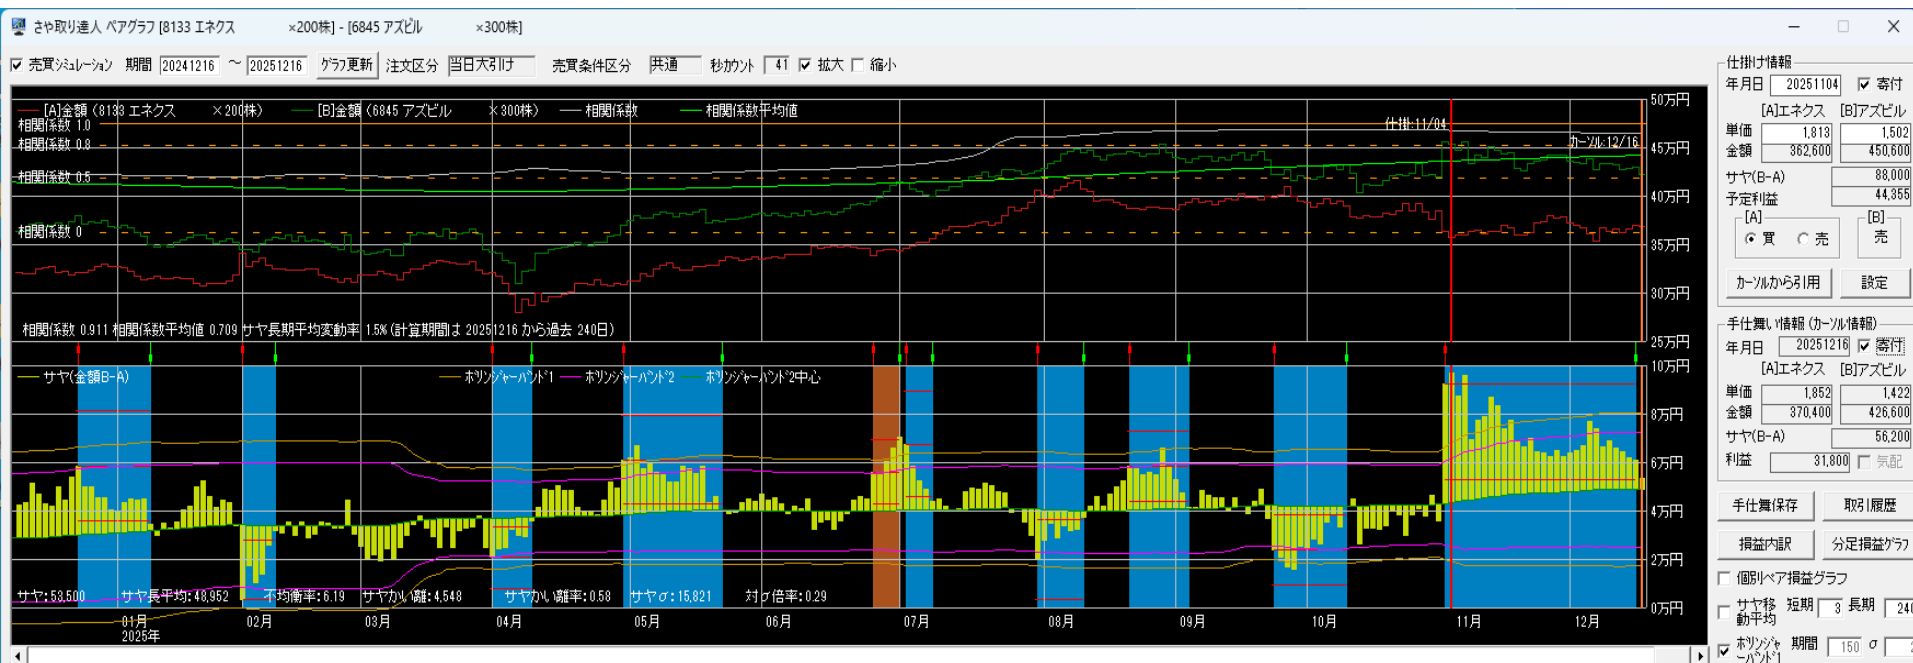 さや取り達人 ペアグラフ [8133 エネクス ×200株] - [6845 アズビル ×300株]
売買シミュレーション 期間 20241216 ～ 20251216 グラフ更新 注文区分 当日大引け 売買条件区分 共通 秒カウント 41 拡大 縮小
[A]金額 (8133 エネクス ×200株) [B]金額 (6845 アズビル ×300株) 相関係数 相関係数平均値
相関係数 1.0
相関係数 0.8
相関係数 0.5
相関係数 0
仕掛:11/04
カーソル:12/16
50万円
45万円
40万円
35万円
30万円
25万円
相関係数 0.911 相関係数平均値 0.709 サヤ長期平均変動率 1.5% (計算期間は 20251216 から過去 240日)
サヤ(金額B-A) ボリンジャーバンド1 ボリンジャーバンド2 ボリンジャーバンド2中心
10万円
8万円
6万円
4万円
2万円
0万円
サヤ:53,500 サヤ長平均:48,952 不均衡率:6.19 サヤかい離:4,548 サヤかい離率:0.58 サヤσ:15,821 対σ倍率:0.29
01月 02月 03月 04月 05月 06月 07月 08月 09月 10月 11月 12月
2025年
仕掛け情報
年月日 20251104 寄付
[A]エネクス [B]アズビル
単価 1,813 1,502
金額 362,600 450,600
サヤ(B-A) 88,000
予定利益 44,355
[A] [B]
買 売 売
カーソルから引用 設定
手仕舞い情報 (カーソル情報)
年月日 20251216 寄付
[A]エネクス [B]アズビル
単価 1,852 1,422
金額 370,400 426,600
サヤ(B-A) 56,200
利益 31,800 気配
手仕舞保存 取引履歴
損益内訳 分足損益グラフ
個別ペア損益グラフ
サヤ移動平均 短期 3 長期 240
ボリンジャーバンド1 期間 150 σ